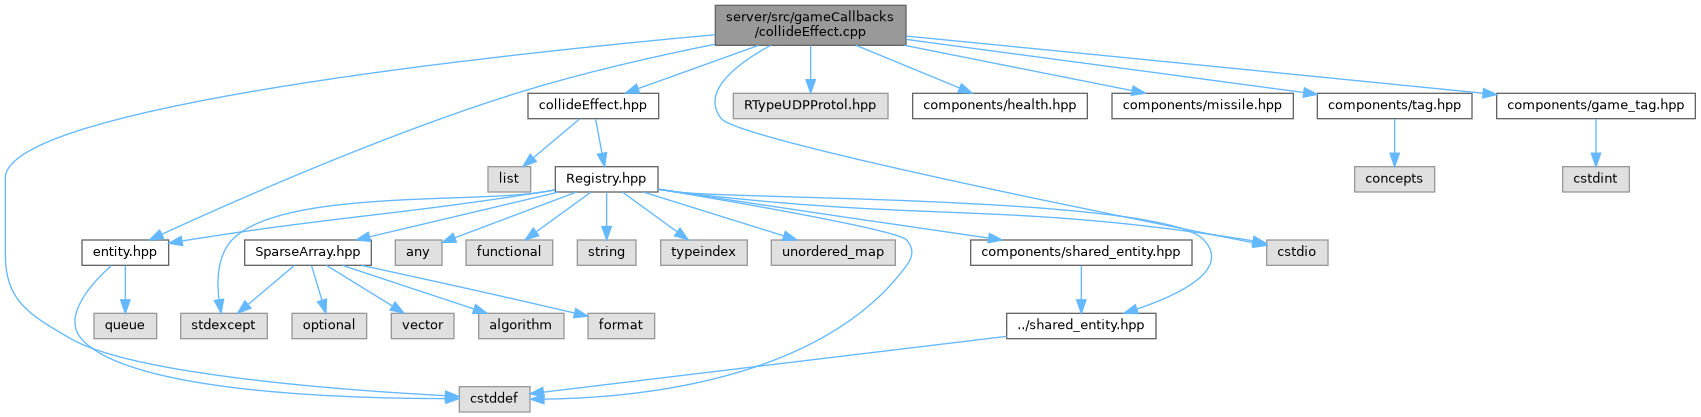 server/src/gameCallbacks
/collideEffect.cpp
collideEffect.hpp
RTypeUDPProtol.hpp
components/health.hpp
components/missile.hpp
components/tag.hpp
components/game_tag.hpp
list
Registry.hpp
concepts
cstdint
entity.hpp
SparseArray.hpp
any
functional
string
typeindex
unordered_map
components/shared_entity.hpp
cstdio
queue
stdexcept
optional
vector
algorithm
format
../shared_entity.hpp
cstddef